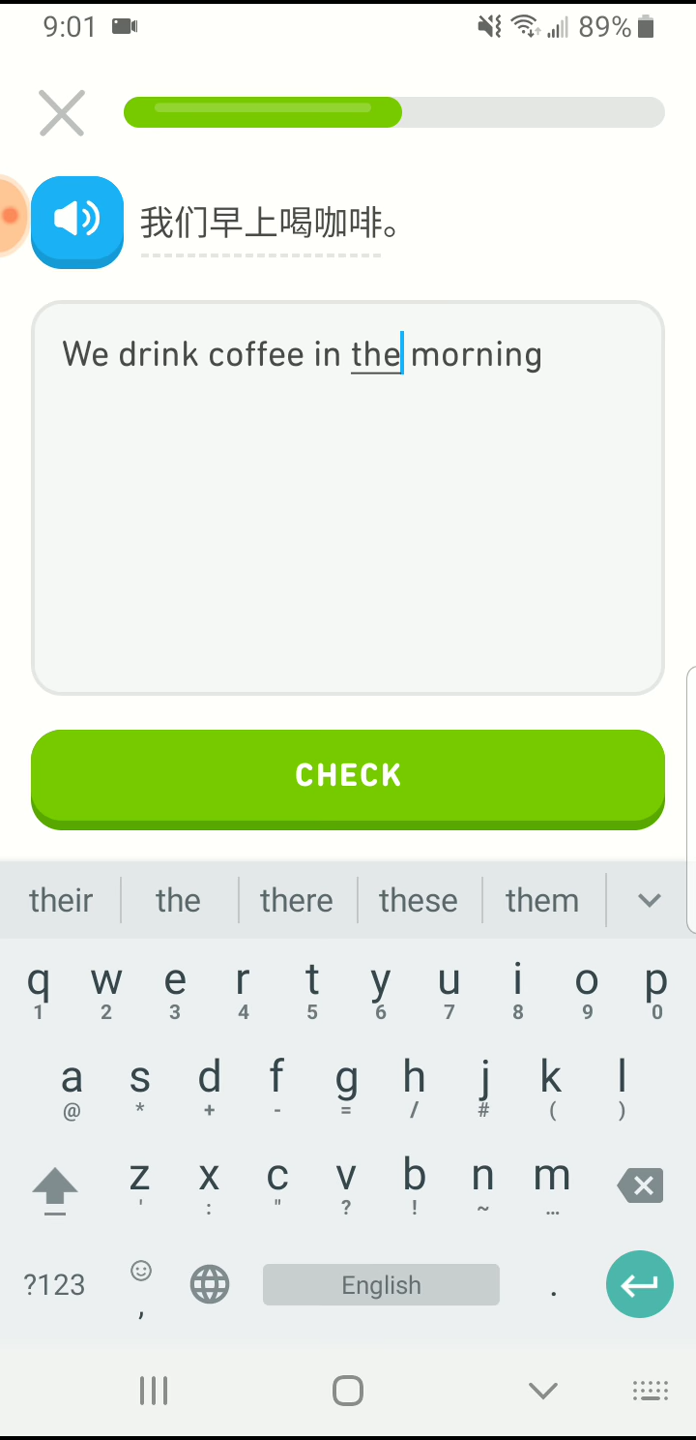 9:01 89%
我们早上喝咖啡。
We drink coffee in the morning
CHECK
their the there these them
q w e r t y u i o p
1 2 3 4 5 6 7 8 9 0
a s d f g h j k l
@ * + - = / # ( )
z x c v b n m
' : " ? ! ~ …
?123 , English .